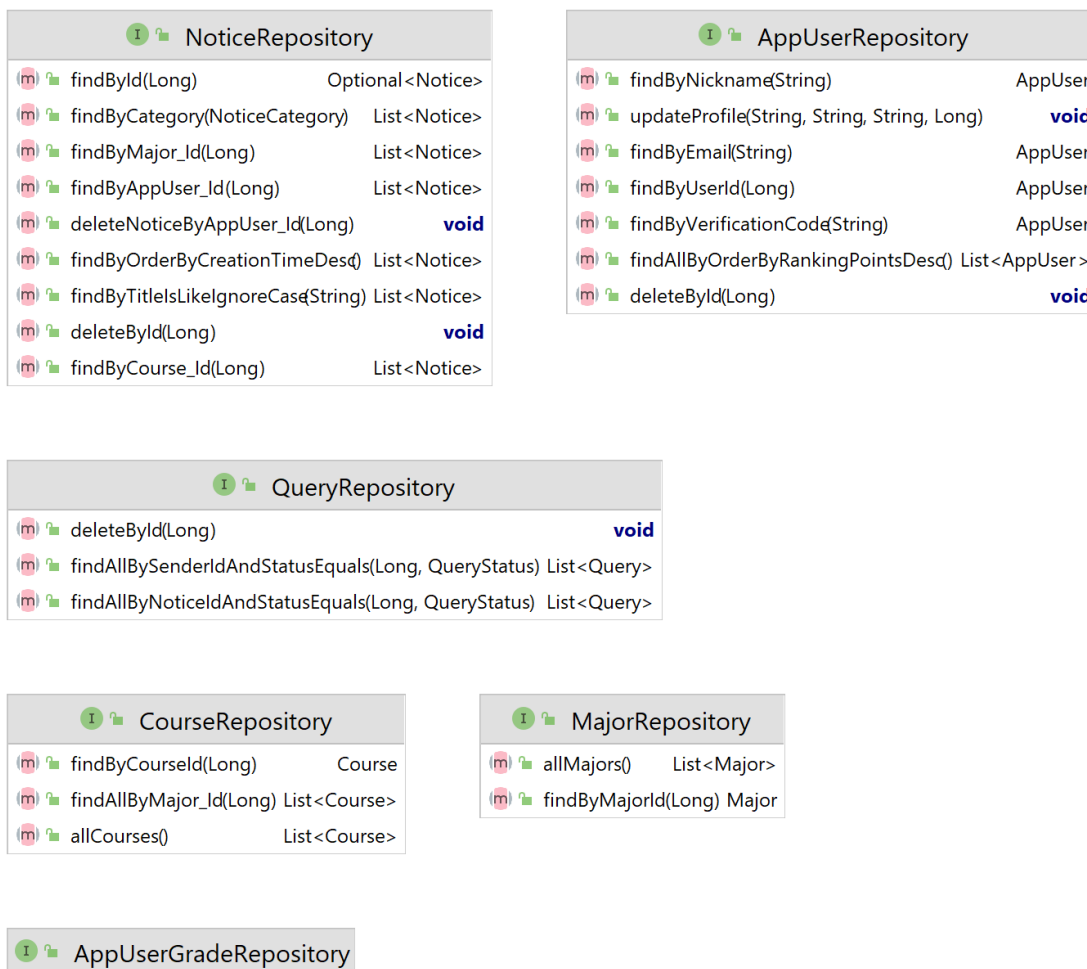 NoticeRepository
findById(Long) Optional<Notice>
findByCategory(NoticeCategory) List<Notice>
findByMajor_Id(Long) List<Notice>
findByAppUser_Id(Long) List<Notice>
deleteNoticeByAppUser_Id(Long) void
findByOrderByCreationTimeDesc() List<Notice>
findByTitleIsLikeIgnoreCase(String) List<Notice>
deleteById(Long) void
findByCourse_Id(Long) List<Notice>
AppUserRepository
findByNickname(String) AppUser
updateProfile(String, String, String, Long) void
findByEmail(String) AppUser
findByUserId(Long) AppUser
findByVerificationCode(String) AppUser
findAllByOrderByRankingPointsDesc() List<AppUser>
deleteById(Long) void
QueryRepository
deleteById(Long) void
findAllBySenderIdAndStatusEquals(Long, QueryStatus) List<Query>
findAllByNoticeIdAndStatusEquals(Long, QueryStatus) List<Query>
CourseRepository
findByCourseId(Long) Course
findAllByMajor_Id(Long) List<Course>
allCourses() List<Course>
MajorRepository
allMajors() List<Major>
findByMajorId(Long) Major
AppUserGradeRepository